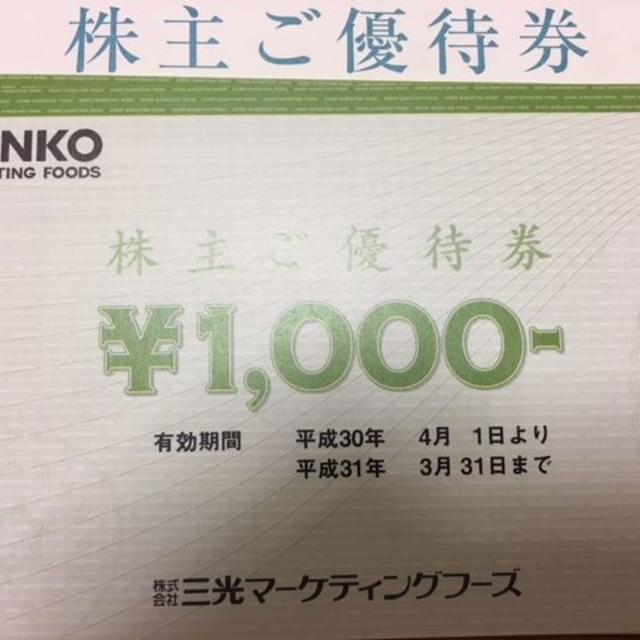 株主ご優待券
NKO
TING FOODS
株主ご優待券
¥1,000-
有効期間 平成30年 4月 1日より
平成31年 3月31日まで
株式会社三光マーケティングフーズ